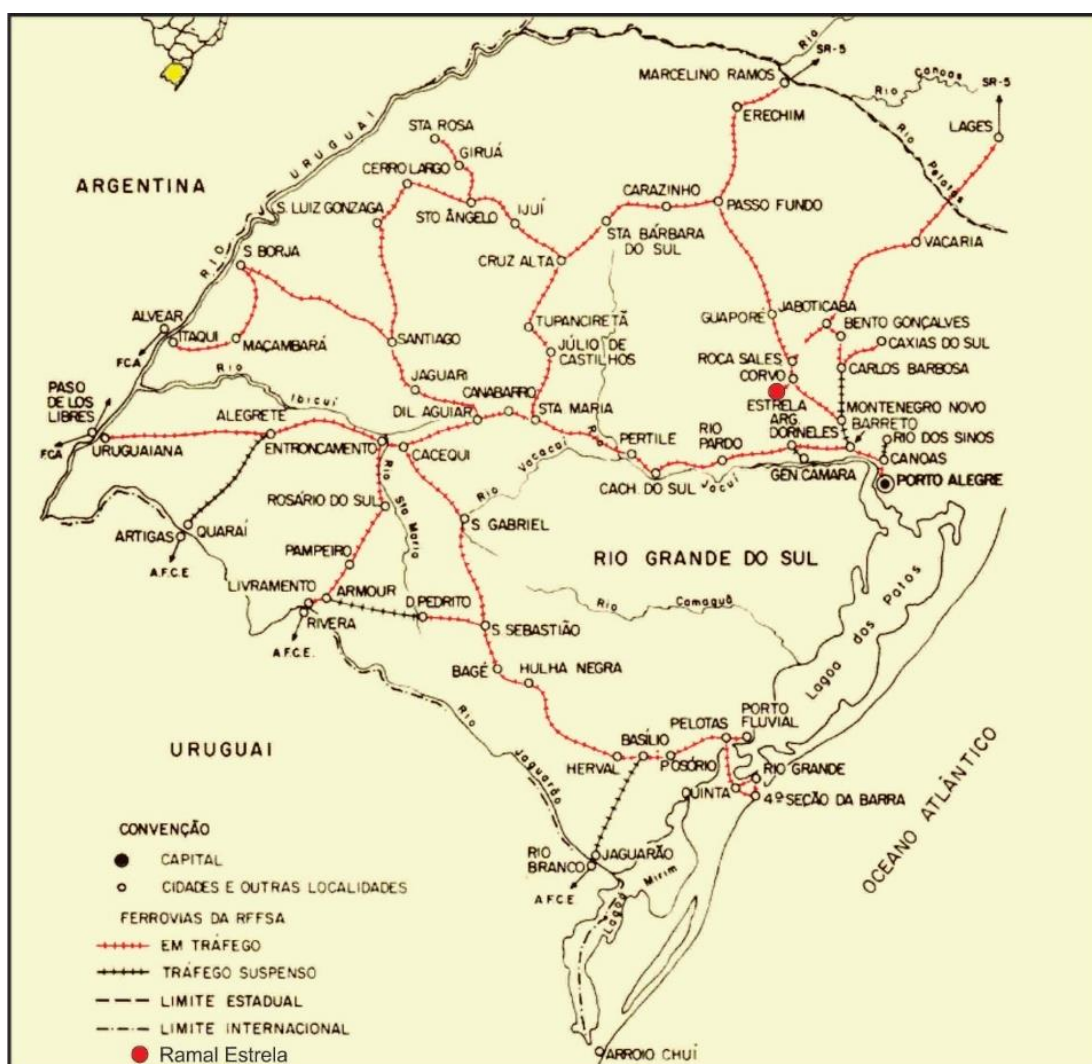 SR-5
MARCELINO RAMOS
Rio
Rio
Canoas
SR-5
ERECHIM
LAGES
STA ROSA
GIRUÁ
CERRO LARGO
RIO URUGUAI
Rio Pelotas
ARGENTINA
S. LUIZ GONZAGA
STO ÂNGELO
IJUÍ
CARAZINHO
PASSO FUNDO
STA BÁRBARA
DO SUL
CRUZ ALTA
VACARIA
S. BORJA
RIO
ALVEAR
ITAQUI
FCA
MAÇAMBARÁ
SANTIAGO
TUPANCIRETÃ
JÚLIO DE
CASTILHOS
GUAPORÉ
JABOTICABA
BENTO GONÇALVES
CAXIAS DO SUL
CARLOS BARBOSA
ROCA SALES
CORVO
ESTRELA
PASO
DE LOS
LIBRES
Rio
Ibicuí
JAGUARI
CANABARRO
DIL. AGUIAR
STA MARIA
ALEGRETE
FCA
URUGUAIANA
ENTRONCAMENTO
CACEQUI
Rio Vacacaí
Rio
PERTILE
RIO
PARDO
ARG.
DORNELES
MONTENEGRO NOVO
BARRETO
RIO DOS SINOS
CANOAS
CACH. DO SUL
Jacuí
GEN. CÂMARA
PORTO ALEGRE
ROSÁRIO DO SUL
Rio Sta Maria
S. GABRIEL
ARTIGAS
QUARAÍ
A.F.C.E
PAMPEIRO
RIO GRANDE DO SUL
LIVRAMENTO
ARMOUR
D. PEDRITO
RIVERA
A.F.C.E.
S. SEBASTIÃO
Rio Camaquã
Lagoa dos Patos
BAGÉ
HULHA NEGRA
Rio Jaguarão
URUGUAI
PELOTAS
PORTO
FLUVIAL
BASÍLIO
HERVAL
P.OSÓRIO
RIO GRANDE
QUINTA
4º SEÇÃO DA BARRA
OCEANO ATLÂNTICO
RIO
BRANCO
JAGUARÃO
A.F.C.E
Lagoa Mirim
ARROIO CHUÍ
CONVENÇÃO
CAPITAL
CIDADES E OUTRAS LOCALIDADES
FERROVIAS DA RFFSA
EM TRÁFEGO
TRÁFEGO SUSPENSO
LIMITE ESTADUAL
LIMITE INTERNACIONAL
Ramal Estrela